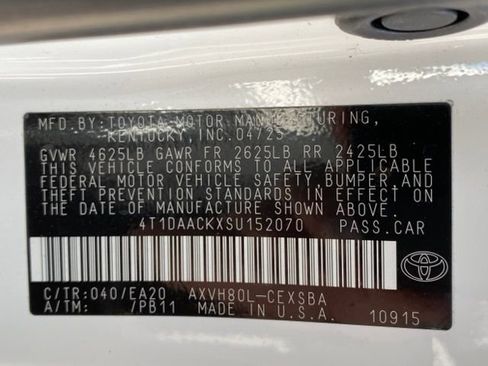 MFD.BY:TOYOTA MOTOR MANUFACTURING,
KENTUCKY,INC.04/25
GVWR 4625LB GAWR FR 2625LB RR 2425LB
THIS VEHICLE CONFORMS TO ALL APPLICABLE
FEDERAL MOTOR VEHICLE SAFETY,BUMPER,AND
THEFT PREVENTION STANDARDS IN EFFECT ON
THE DATE OF MANUFACTURE SHOWN ABOVE.
4T1DAACKXSU152070 PASS.CAR
C/TR:040/EA20 AXVH80L-CEXSBA
A/TM: /PB11 MADE IN U.S.A. 10915
TOYOTA